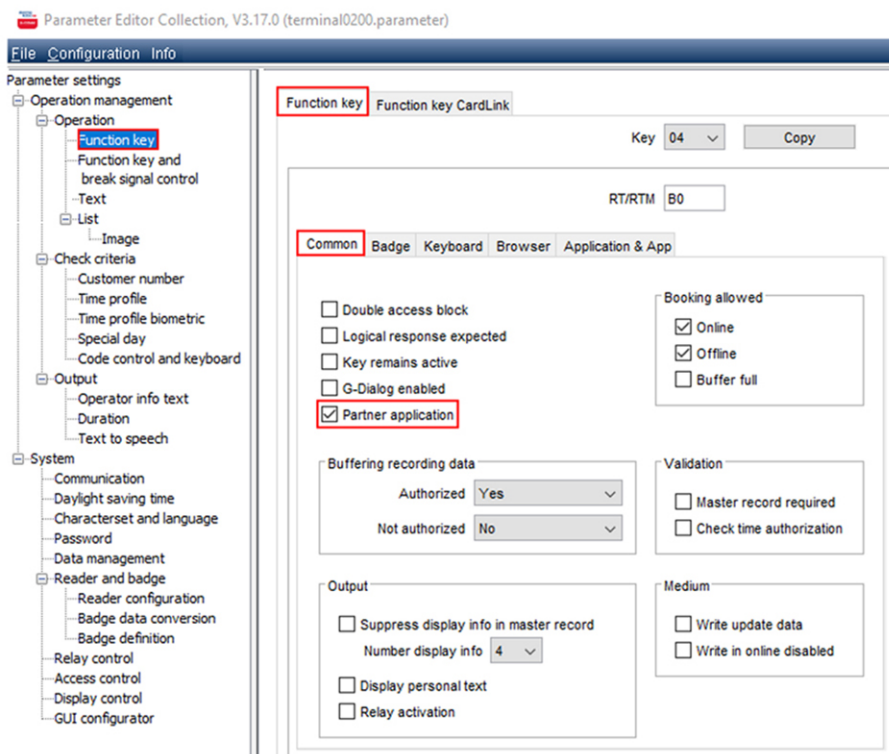 Parameter Editor Collection, V3.17.0 (terminal0200.parameter)
File Configuration Info
Parameter settings
Operation management
Operation
Function key
Function key and
break signal control
Text
List
Image
Check criteria
Customer number
Time profile
Time profile biometric
Special day
Code control and keyboard
Output
Operator info text
Duration
Text to speech
System
Communication
Daylight saving time
Characterset and language
Password
Data management
Reader and badge
Reader configuration
Badge data conversion
Badge definition
Relay control
Access control
Display control
GUI configurator
Function key Function key CardLink
Key 04 Copy
RT/RTM B0
Common Badge Keyboard Browser Application & App
Double access block
Logical response expected
Key remains active
G-Dialog enabled
Partner application
Booking allowed
Online
Offline
Buffer full
Buffering recording data
Authorized Yes
Not authorized No
Validation
Master record required
Check time authorization
Output
Suppress display info in master record
Number display info 4
Display personal text
Relay activation
Medium
Write update data
Write in online disabled